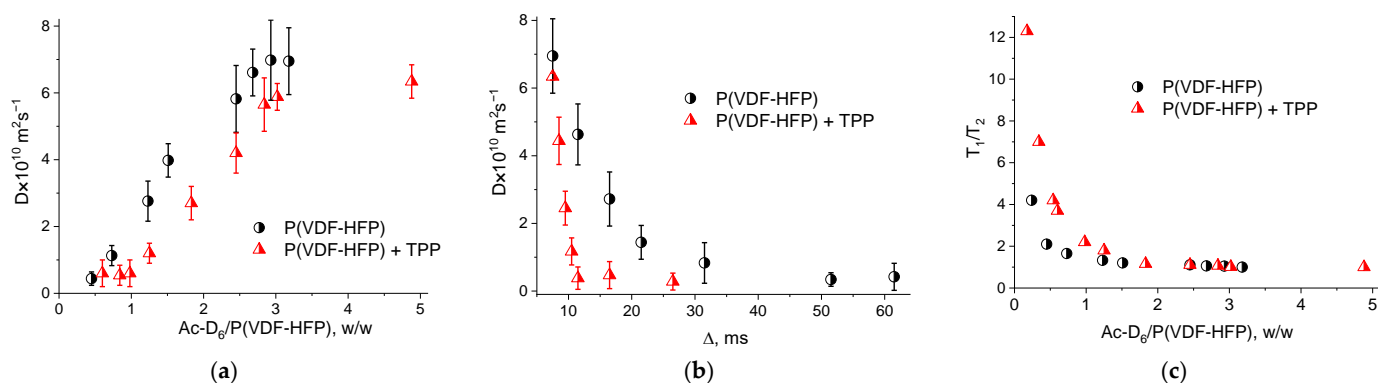 D×10¹⁰ m²s⁻¹
8
6
4
2
0
P(VDF-HFP)
P(VDF-HFP) + TPP
0 1 2 3 4 5
Ac-D₆/P(VDF-HFP), w/w
(a)
D×10¹⁰ m²s⁻¹
8
6
4
2
0
P(VDF-HFP)
P(VDF-HFP) + TPP
10 20 30 40 50 60
Δ, ms
(b)
T₁/T₂
12
10
8
6
4
2
0
P(VDF-HFP)
P(VDF-HFP) + TPP
0 1 2 3 4 5
Ac-D₆/P(VDF-HFP), w/w
(c)